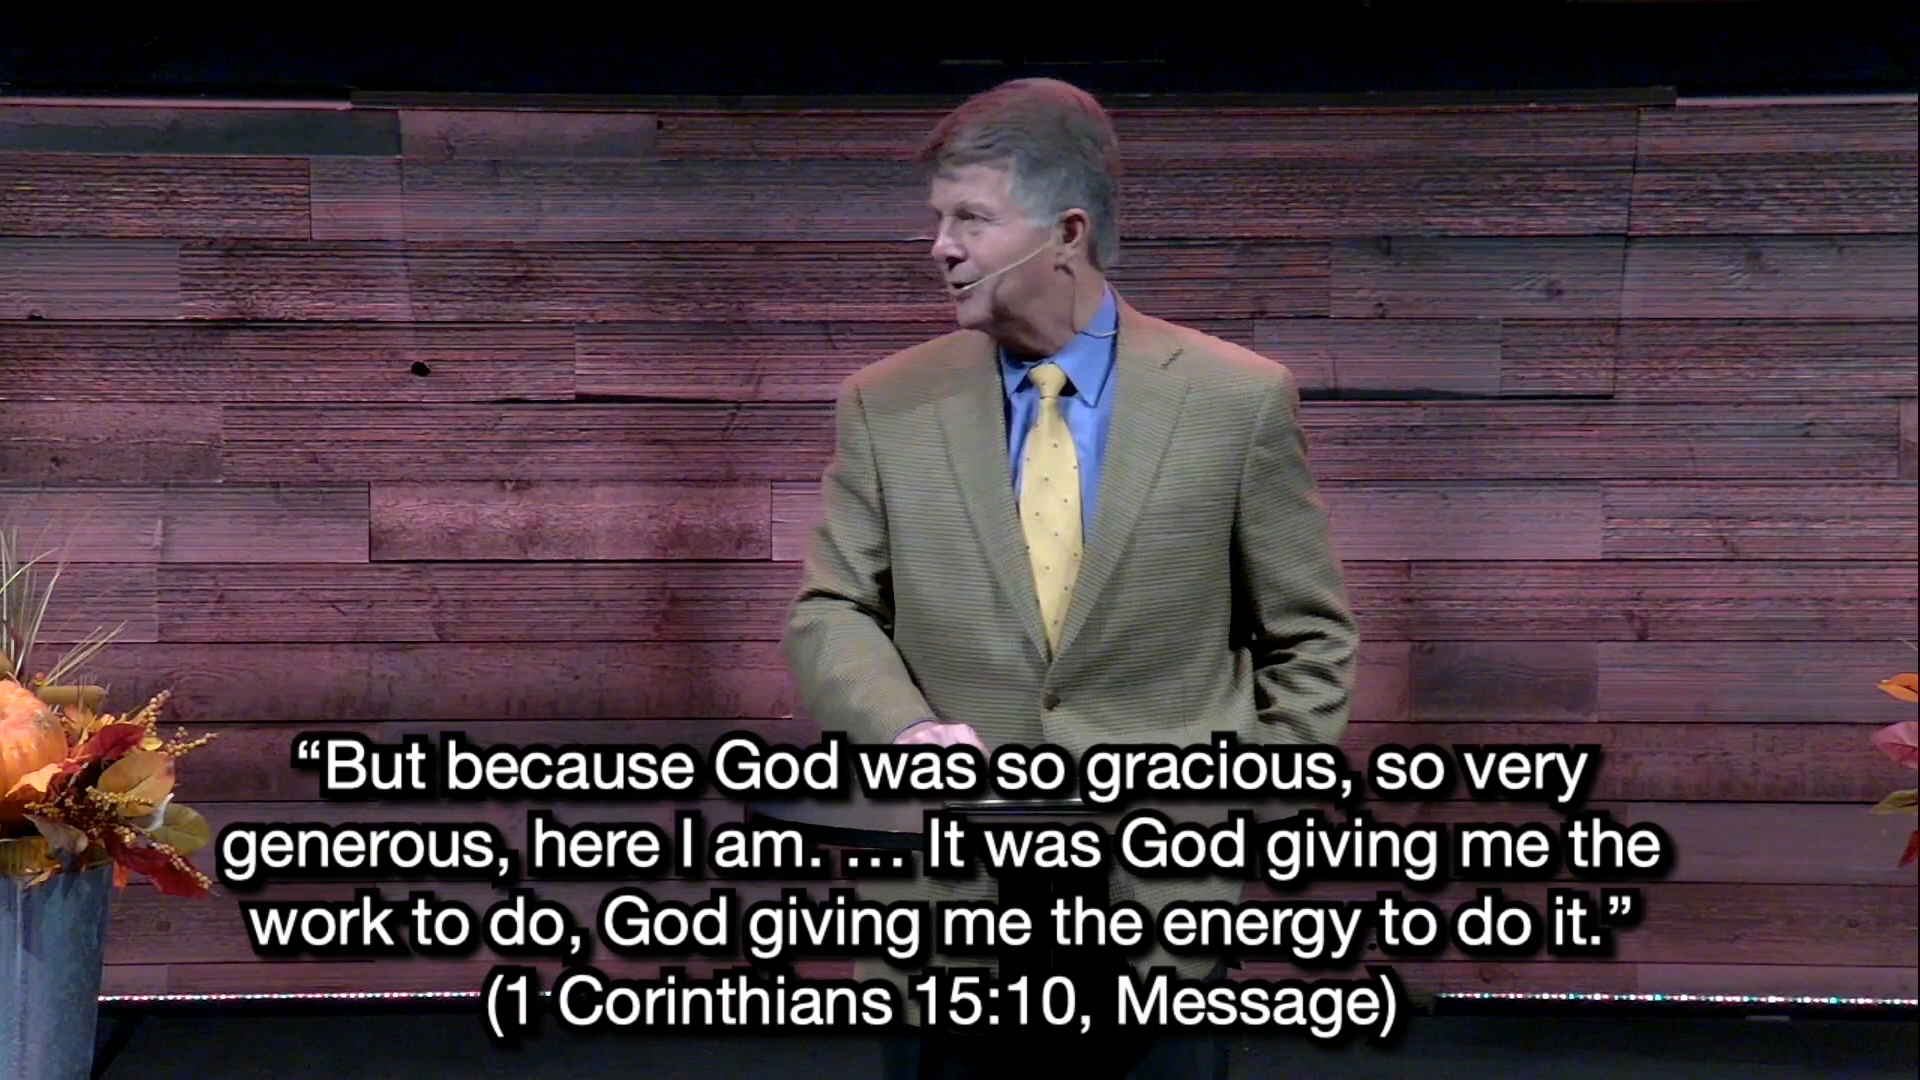 “But because God was so gracious, so very
generous, here I am. … It was God giving me the
work to do, God giving me the energy to do it.”
(1 Corinthians 15:10, Message)